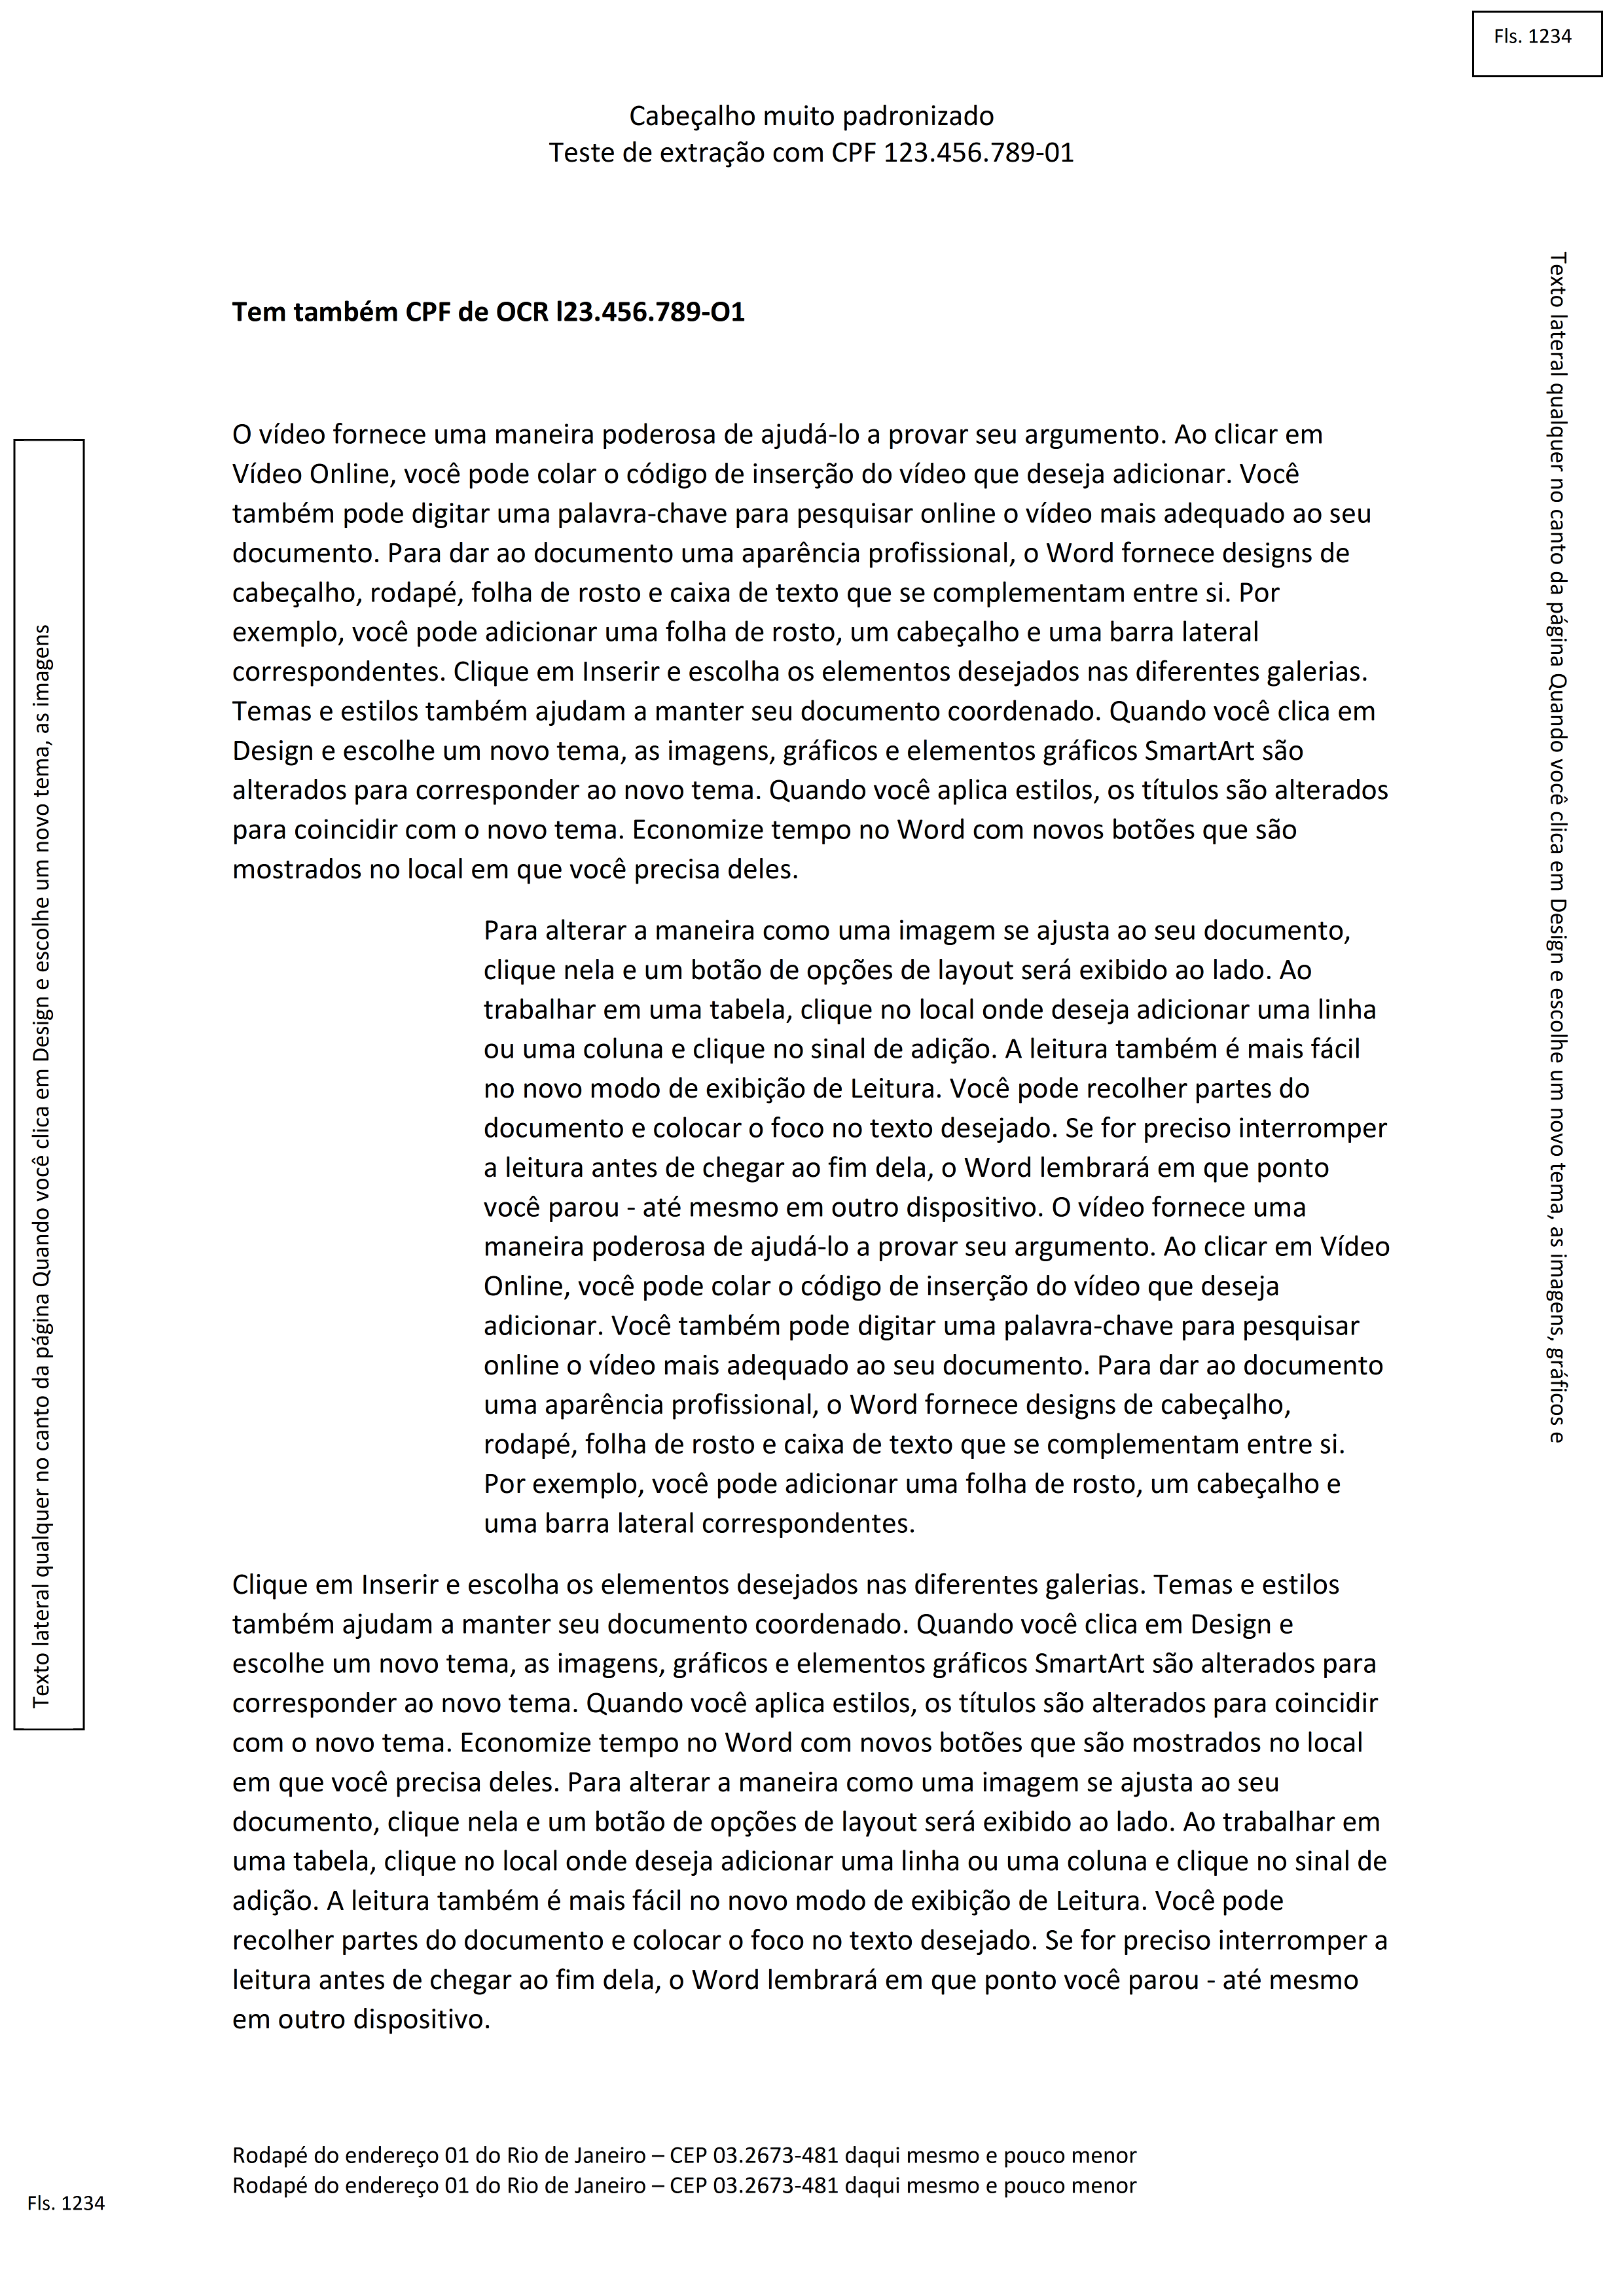 Fls. 1234
Cabeçalho muito padronizado
Teste de extração com CPF 123.456.789-01
Tem também CPF de OCR l23.456.789-O1
O vídeo fornece uma maneira poderosa de ajudá-lo a provar seu argumento. Ao clicar em
Vídeo Online, você pode colar o código de inserção do vídeo que deseja adicionar. Você
também pode digitar uma palavra-chave para pesquisar online o vídeo mais adequado ao seu
documento. Para dar ao documento uma aparência profissional, o Word fornece designs de
cabeçalho, rodapé, folha de rosto e caixa de texto que se complementam entre si. Por
exemplo, você pode adicionar uma folha de rosto, um cabeçalho e uma barra lateral
correspondentes. Clique em Inserir e escolha os elementos desejados nas diferentes galerias.
Temas e estilos também ajudam a manter seu documento coordenado. Quando você clica em
Design e escolhe um novo tema, as imagens, gráficos e elementos gráficos SmartArt são
alterados para corresponder ao novo tema. Quando você aplica estilos, os títulos são alterados
para coincidir com o novo tema. Economize tempo no Word com novos botões que são
mostrados no local em que você precisa deles.
Para alterar a maneira como uma imagem se ajusta ao seu documento,
clique nela e um botão de opções de layout será exibido ao lado. Ao
trabalhar em uma tabela, clique no local onde deseja adicionar uma linha
ou uma coluna e clique no sinal de adição. A leitura também é mais fácil
no novo modo de exibição de Leitura. Você pode recolher partes do
documento e colocar o foco no texto desejado. Se for preciso interromper
a leitura antes de chegar ao fim dela, o Word lembrará em que ponto
você parou - até mesmo em outro dispositivo. O vídeo fornece uma
maneira poderosa de ajudá-lo a provar seu argumento. Ao clicar em Vídeo
Online, você pode colar o código de inserção do vídeo que deseja
adicionar. Você também pode digitar uma palavra-chave para pesquisar
online o vídeo mais adequado ao seu documento. Para dar ao documento
uma aparência profissional, o Word fornece designs de cabeçalho,
rodapé, folha de rosto e caixa de texto que se complementam entre si.
Por exemplo, você pode adicionar uma folha de rosto, um cabeçalho e
uma barra lateral correspondentes.
Clique em Inserir e escolha os elementos desejados nas diferentes galerias. Temas e estilos
também ajudam a manter seu documento coordenado. Quando você clica em Design e
escolhe um novo tema, as imagens, gráficos e elementos gráficos SmartArt são alterados para
corresponder ao novo tema. Quando você aplica estilos, os títulos são alterados para coincidir
com o novo tema. Economize tempo no Word com novos botões que são mostrados no local
em que você precisa deles. Para alterar a maneira como uma imagem se ajusta ao seu
documento, clique nela e um botão de opções de layout será exibido ao lado. Ao trabalhar em
uma tabela, clique no local onde deseja adicionar uma linha ou uma coluna e clique no sinal de
adição. A leitura também é mais fácil no novo modo de exibição de Leitura. Você pode
recolher partes do documento e colocar o foco no texto desejado. Se for preciso interromper a
leitura antes de chegar ao fim dela, o Word lembrará em que ponto você parou - até mesmo
em outro dispositivo.
Texto lateral qualquer no canto da página Quando você clica em Design e escolhe um novo tema, as imagens
Texto lateral qualquer no canto da página Quando você clica em Design e escolhe um novo tema, as imagens, gráficos e
Rodapé do endereço 01 do Rio de Janeiro – CEP 03.2673-481 daqui mesmo e pouco menor
Rodapé do endereço 01 do Rio de Janeiro – CEP 03.2673-481 daqui mesmo e pouco menor
Fls. 1234